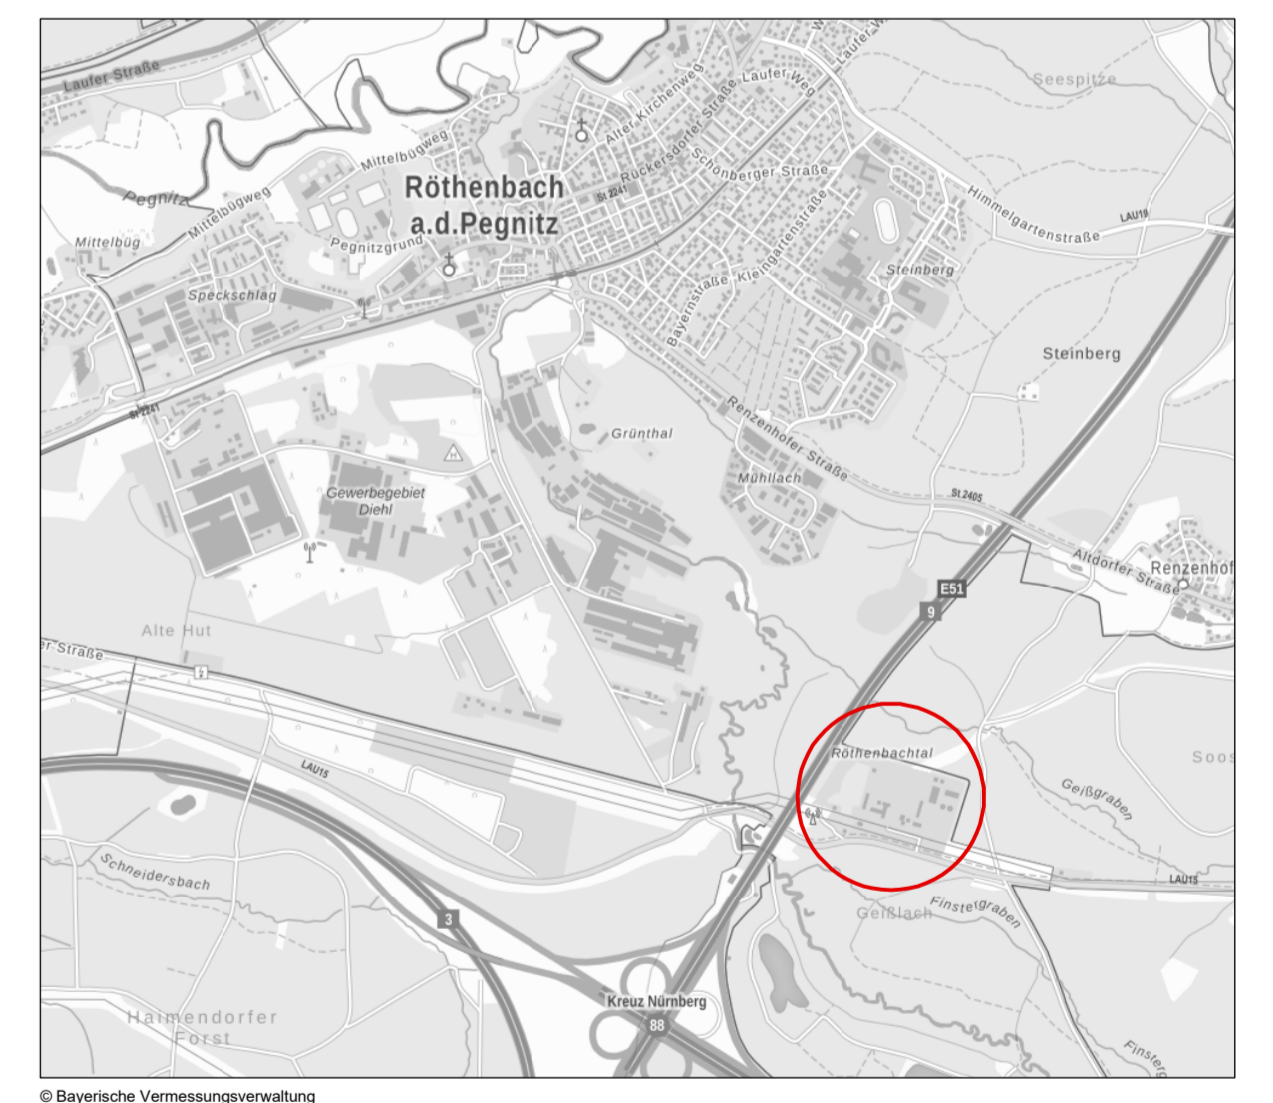 Laufer Straße
Laufer Weg
Seespitze
Alter Kirchenweg
Mittelbügweg
Rückersdorfer Straße
Schönberger Straße
St 2241
Röthenbach
a.d.Pegnitz
Pegnitz
Mittelbügweg
Himmelgartenstraße
LAU19
Mittelbüg
Pegnitzgrund
Kleingartenstraße
Steinberg
Speckschlag
Bayernstraße
Steinberg
St 2241
Renzenhofer Straße
Grünthal
Mühllach
Gewerbegebiet
Diehl
St 2405
Altdorfer Straße
Renzenhof
E51
9
Alte Hut
er Straße
Röthenbachtal
Soos
Geißgraben
LAU15
LAU15
Schneidersbach
Geißlach
Finstergraben
3
Kreuz Nürnberg
88
Haimendorfer
Forst
Finsterg
© Bayerische Vermessungsverwaltung